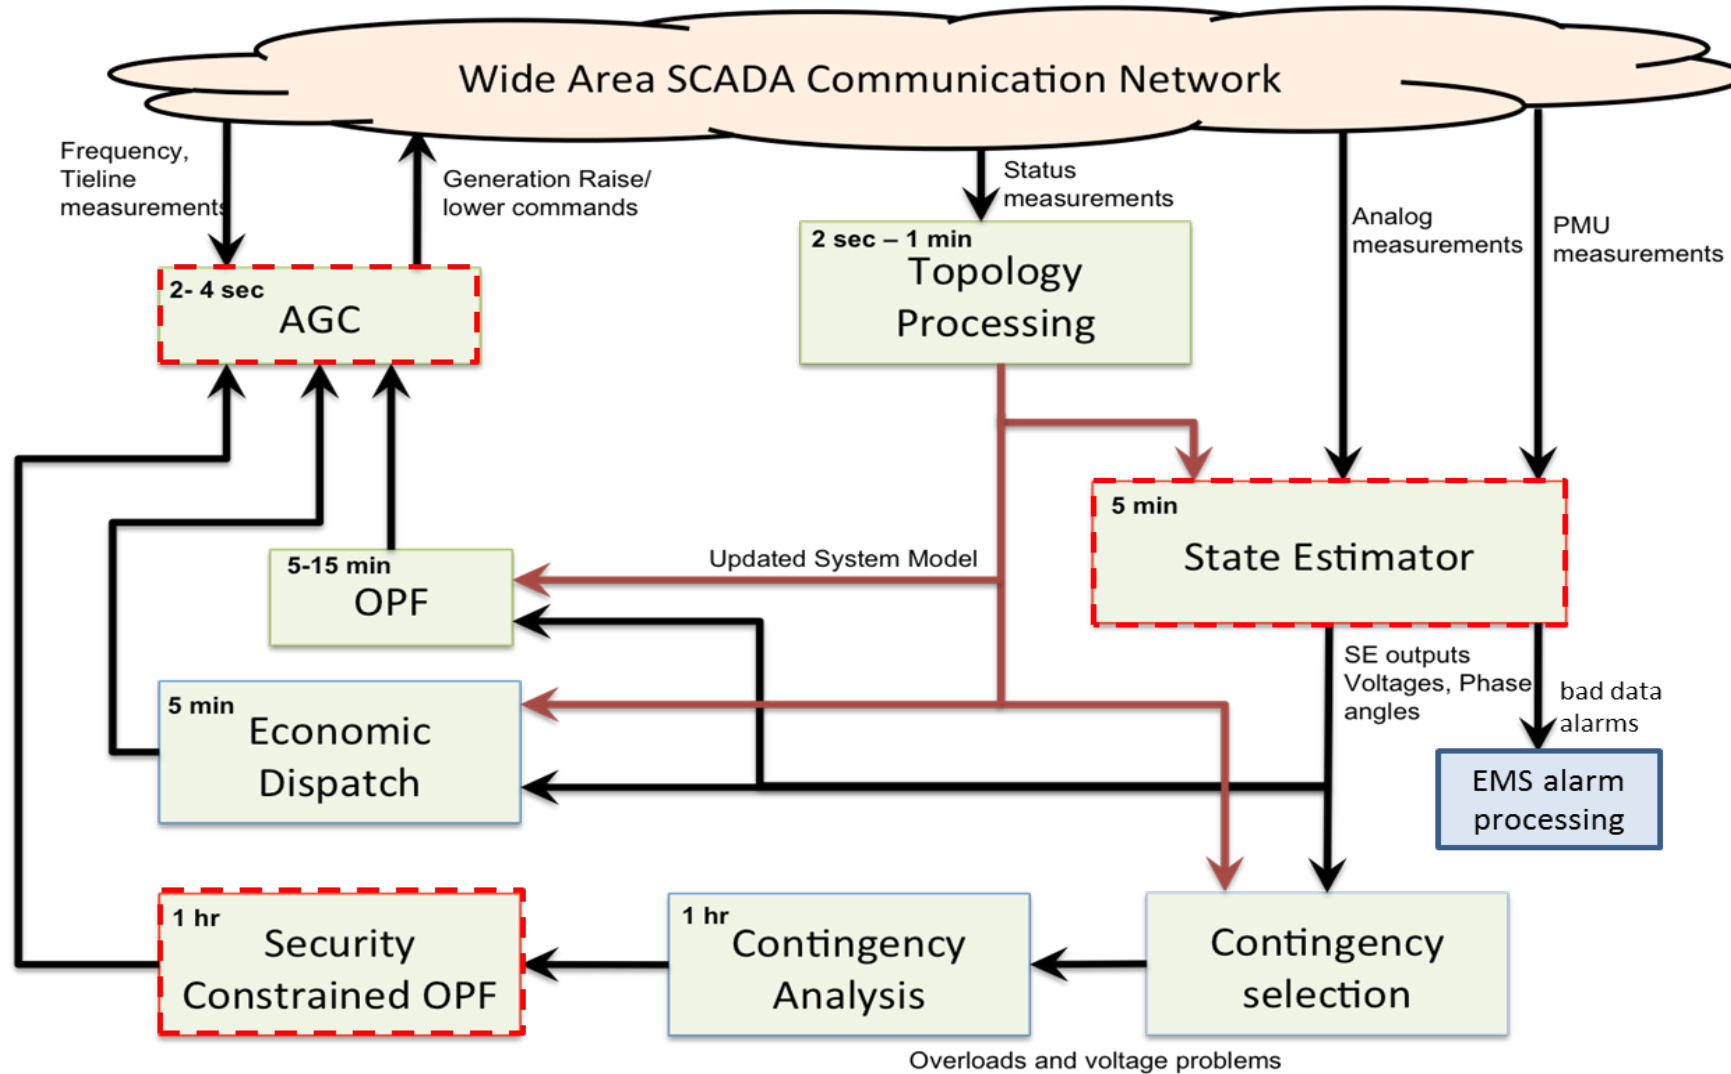 Wide Area SCADA Communication Network
Frequency,
Tieline
measurements
Generation Raise/
lower commands
Status
measurements
Analog
measurements
PMU
measurements
2- 4 sec
AGC
2 sec – 1 min
Topology
Processing
5 min
State Estimator
5-15 min
OPF
Updated System Model
SE outputs
Voltages, Phase
angles
bad data
alarms
5 min
Economic
Dispatch
EMS alarm
processing
1 hr
Security
Constrained OPF
1 hr
Contingency
Analysis
Contingency
selection
Overloads and voltage problems